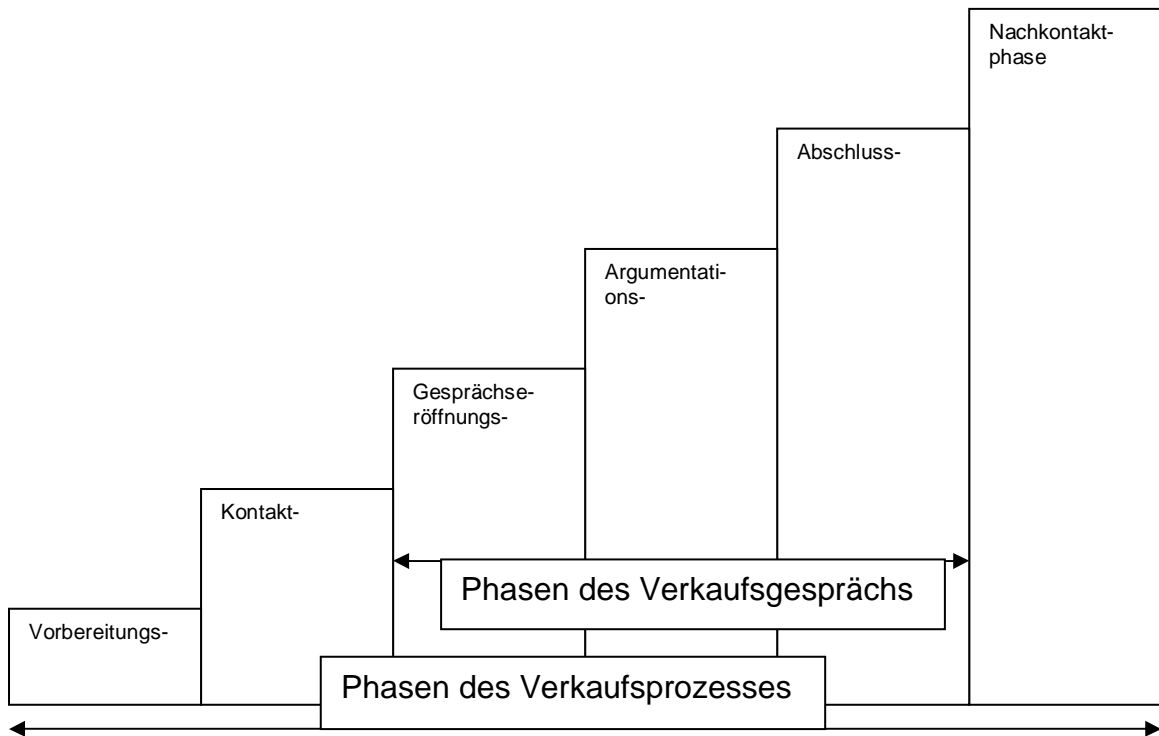 Nachkontakt-
phase
Abschluss-
Argumentati-
ons-
Gesprächse-
röffnungs-
Kontakt-
Phasen des Verkaufsgesprächs
Vorbereitungs-
Phasen des Verkaufsprozesses